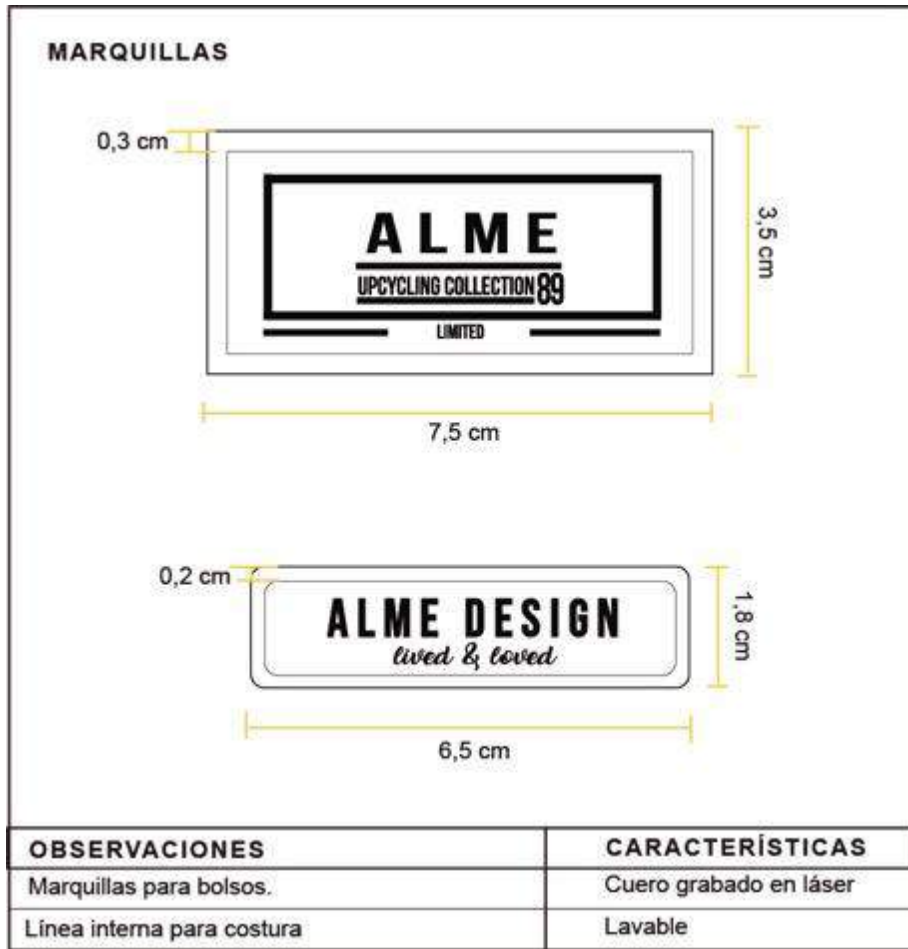 MARQUILLAS
0,3 cm
ALME
UPCYCLING COLLECTION 89
LIMITED
3,5 cm
7,5 cm
0,2 cm
ALME DESIGN
lived & loved
1,8 cm
6,5 cm
OBSERVACIONES CARACTERÍSTICAS
Marquillas para bolsos. Cuero grabado en láser
Línea interna para costura Lavable